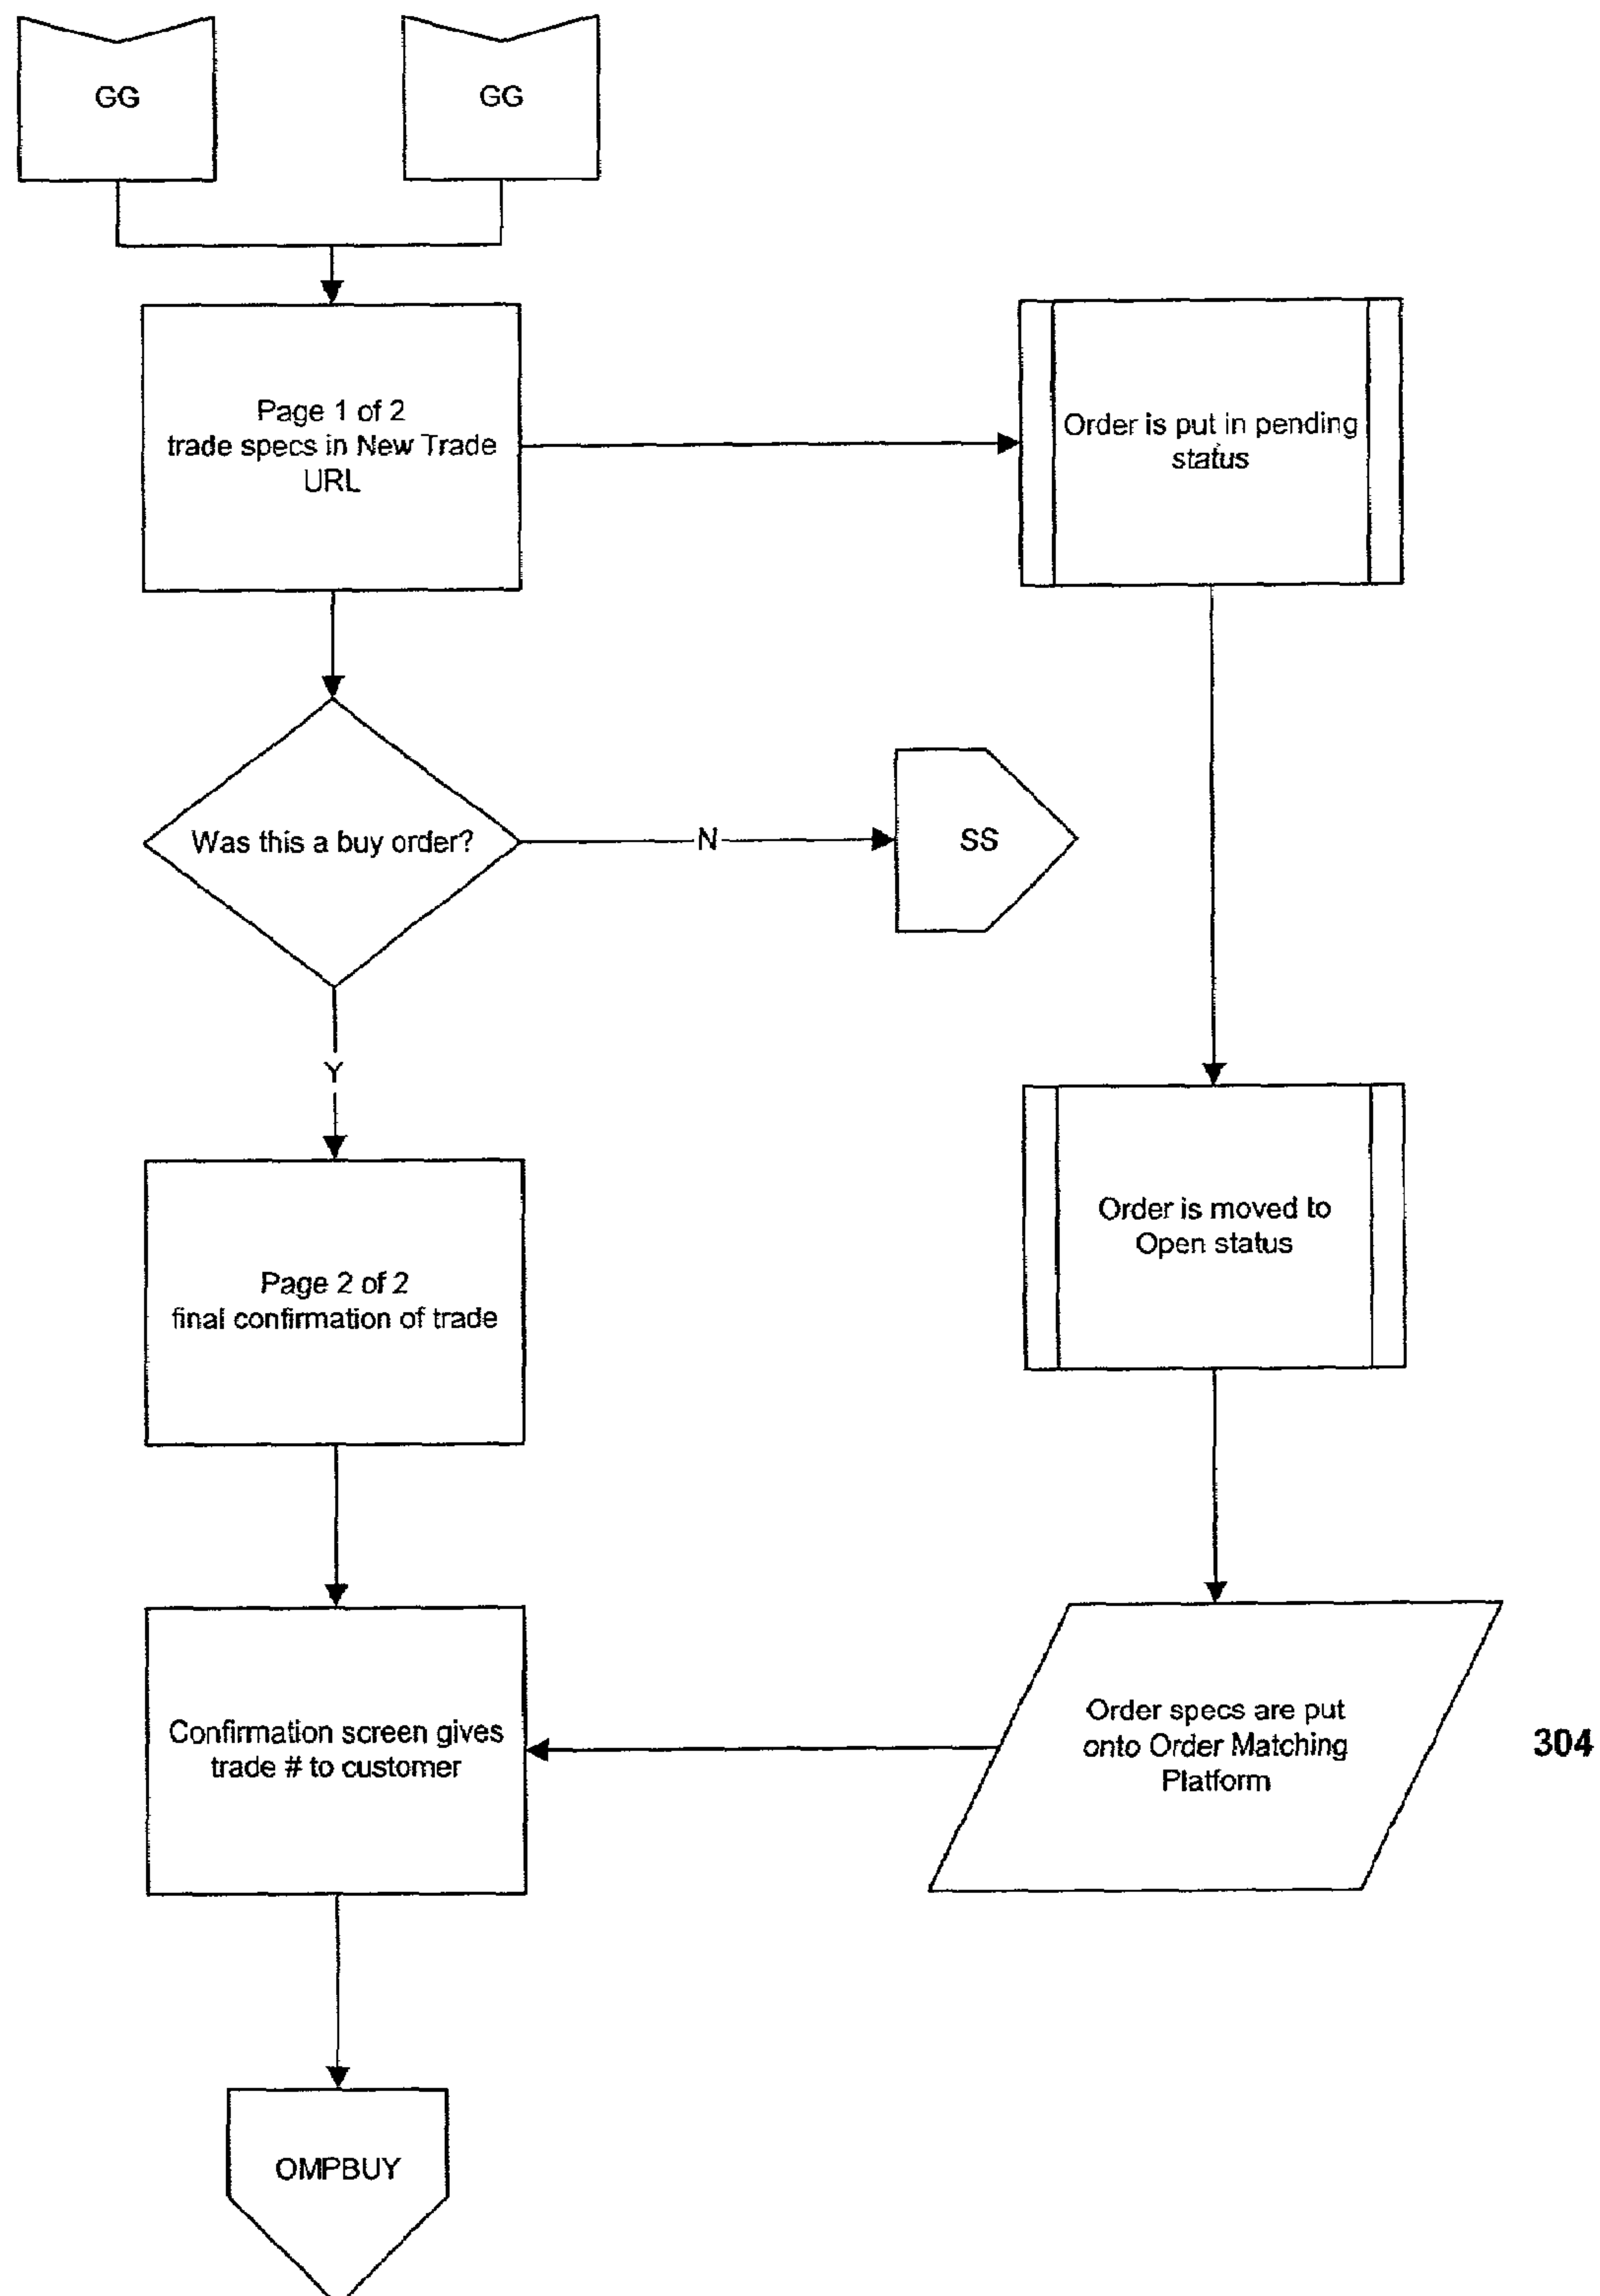 GG
GG
Page 1 of 2
trade specs in New Trade
URL
Order is put in pending
status
Was this a buy order?
N
SS
Y
Order is moved to
Open status
Page 2 of 2
final confirmation of trade
Confirmation screen gives
trade # to customer
Order specs are put
onto Order Matching
Platform
304
OMPBUY